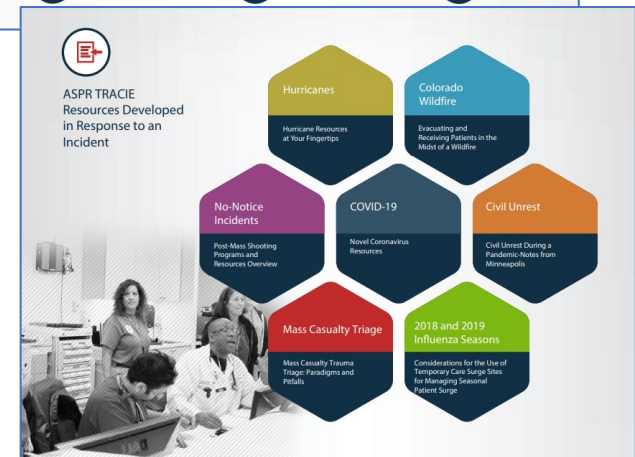 ASPR TRACIE
Resources Developed
in Response to an
Incident
Hurricanes
Hurricane Resources
at Your Fingertips
Colorado
Wildfire
Evacuating and
Receiving Patients in the
Midst of a Wildfire
No-Notice
Incidents
Post-Mass Shooting
Programs and
Resources Overview
COVID-19
Novel Coronavirus
Resources
Civil Unrest
Civil Unrest During a
Pandemic-Notes from
Minneapolis
Mass Casualty Triage
Mass Casualty Trauma
Triage: Paradigms and
Pitfalls
2018 and 2019
Influenza Seasons
Considerations for the Use of
Temporary Care Surge Sites
for Managing Seasonal
Patient Surge